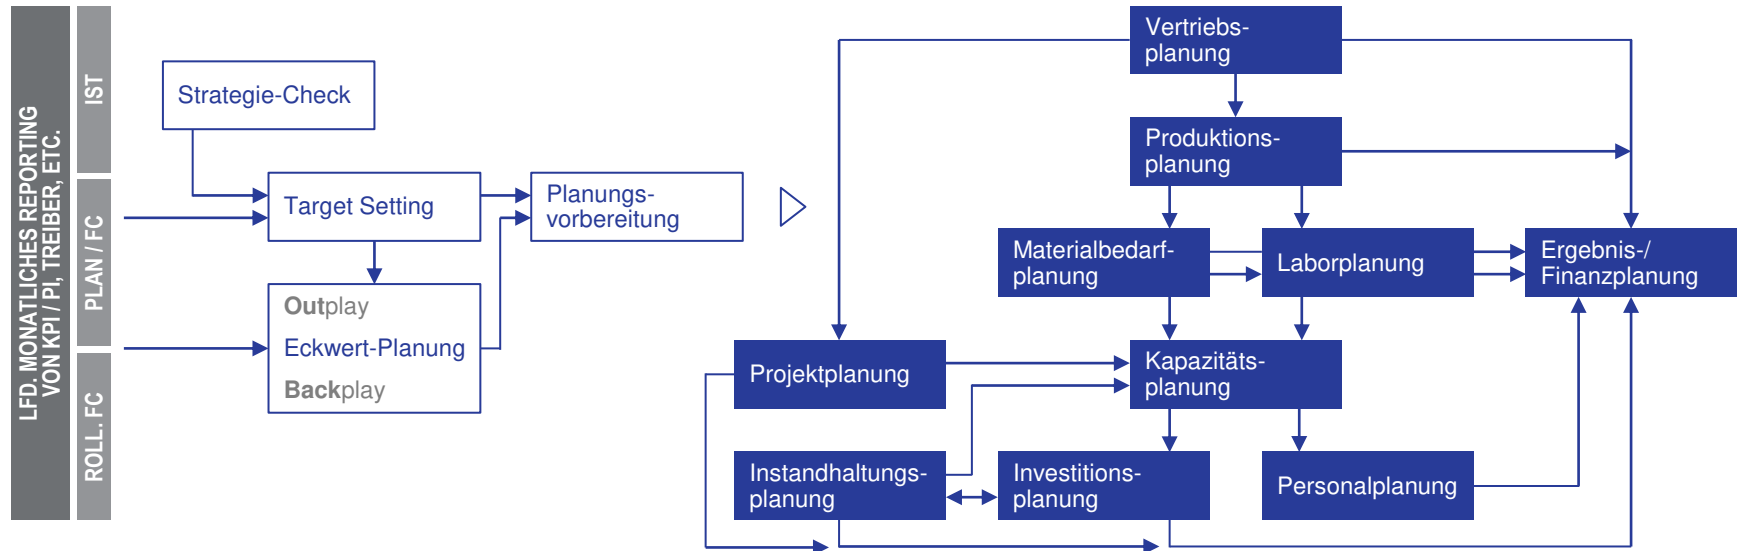 LFD. MONATLICHES REPORTING
VON KPI / PI, TREIBER, ETC.
IST
PLAN / FC
ROLL. FC
Strategie-Check
Target Setting
Planungs-
vorbereitung
Outplay
Eckwert-Planung
Backplay
Vertriebs-
planung
Produktions-
planung
Materialbedarf-
planung
Laborplanung
Ergebnis-/
Finanzplanung
Projektplanung
Kapazitäts-
planung
Instandhaltungs-
planung
Investitions-
planung
Personalplanung